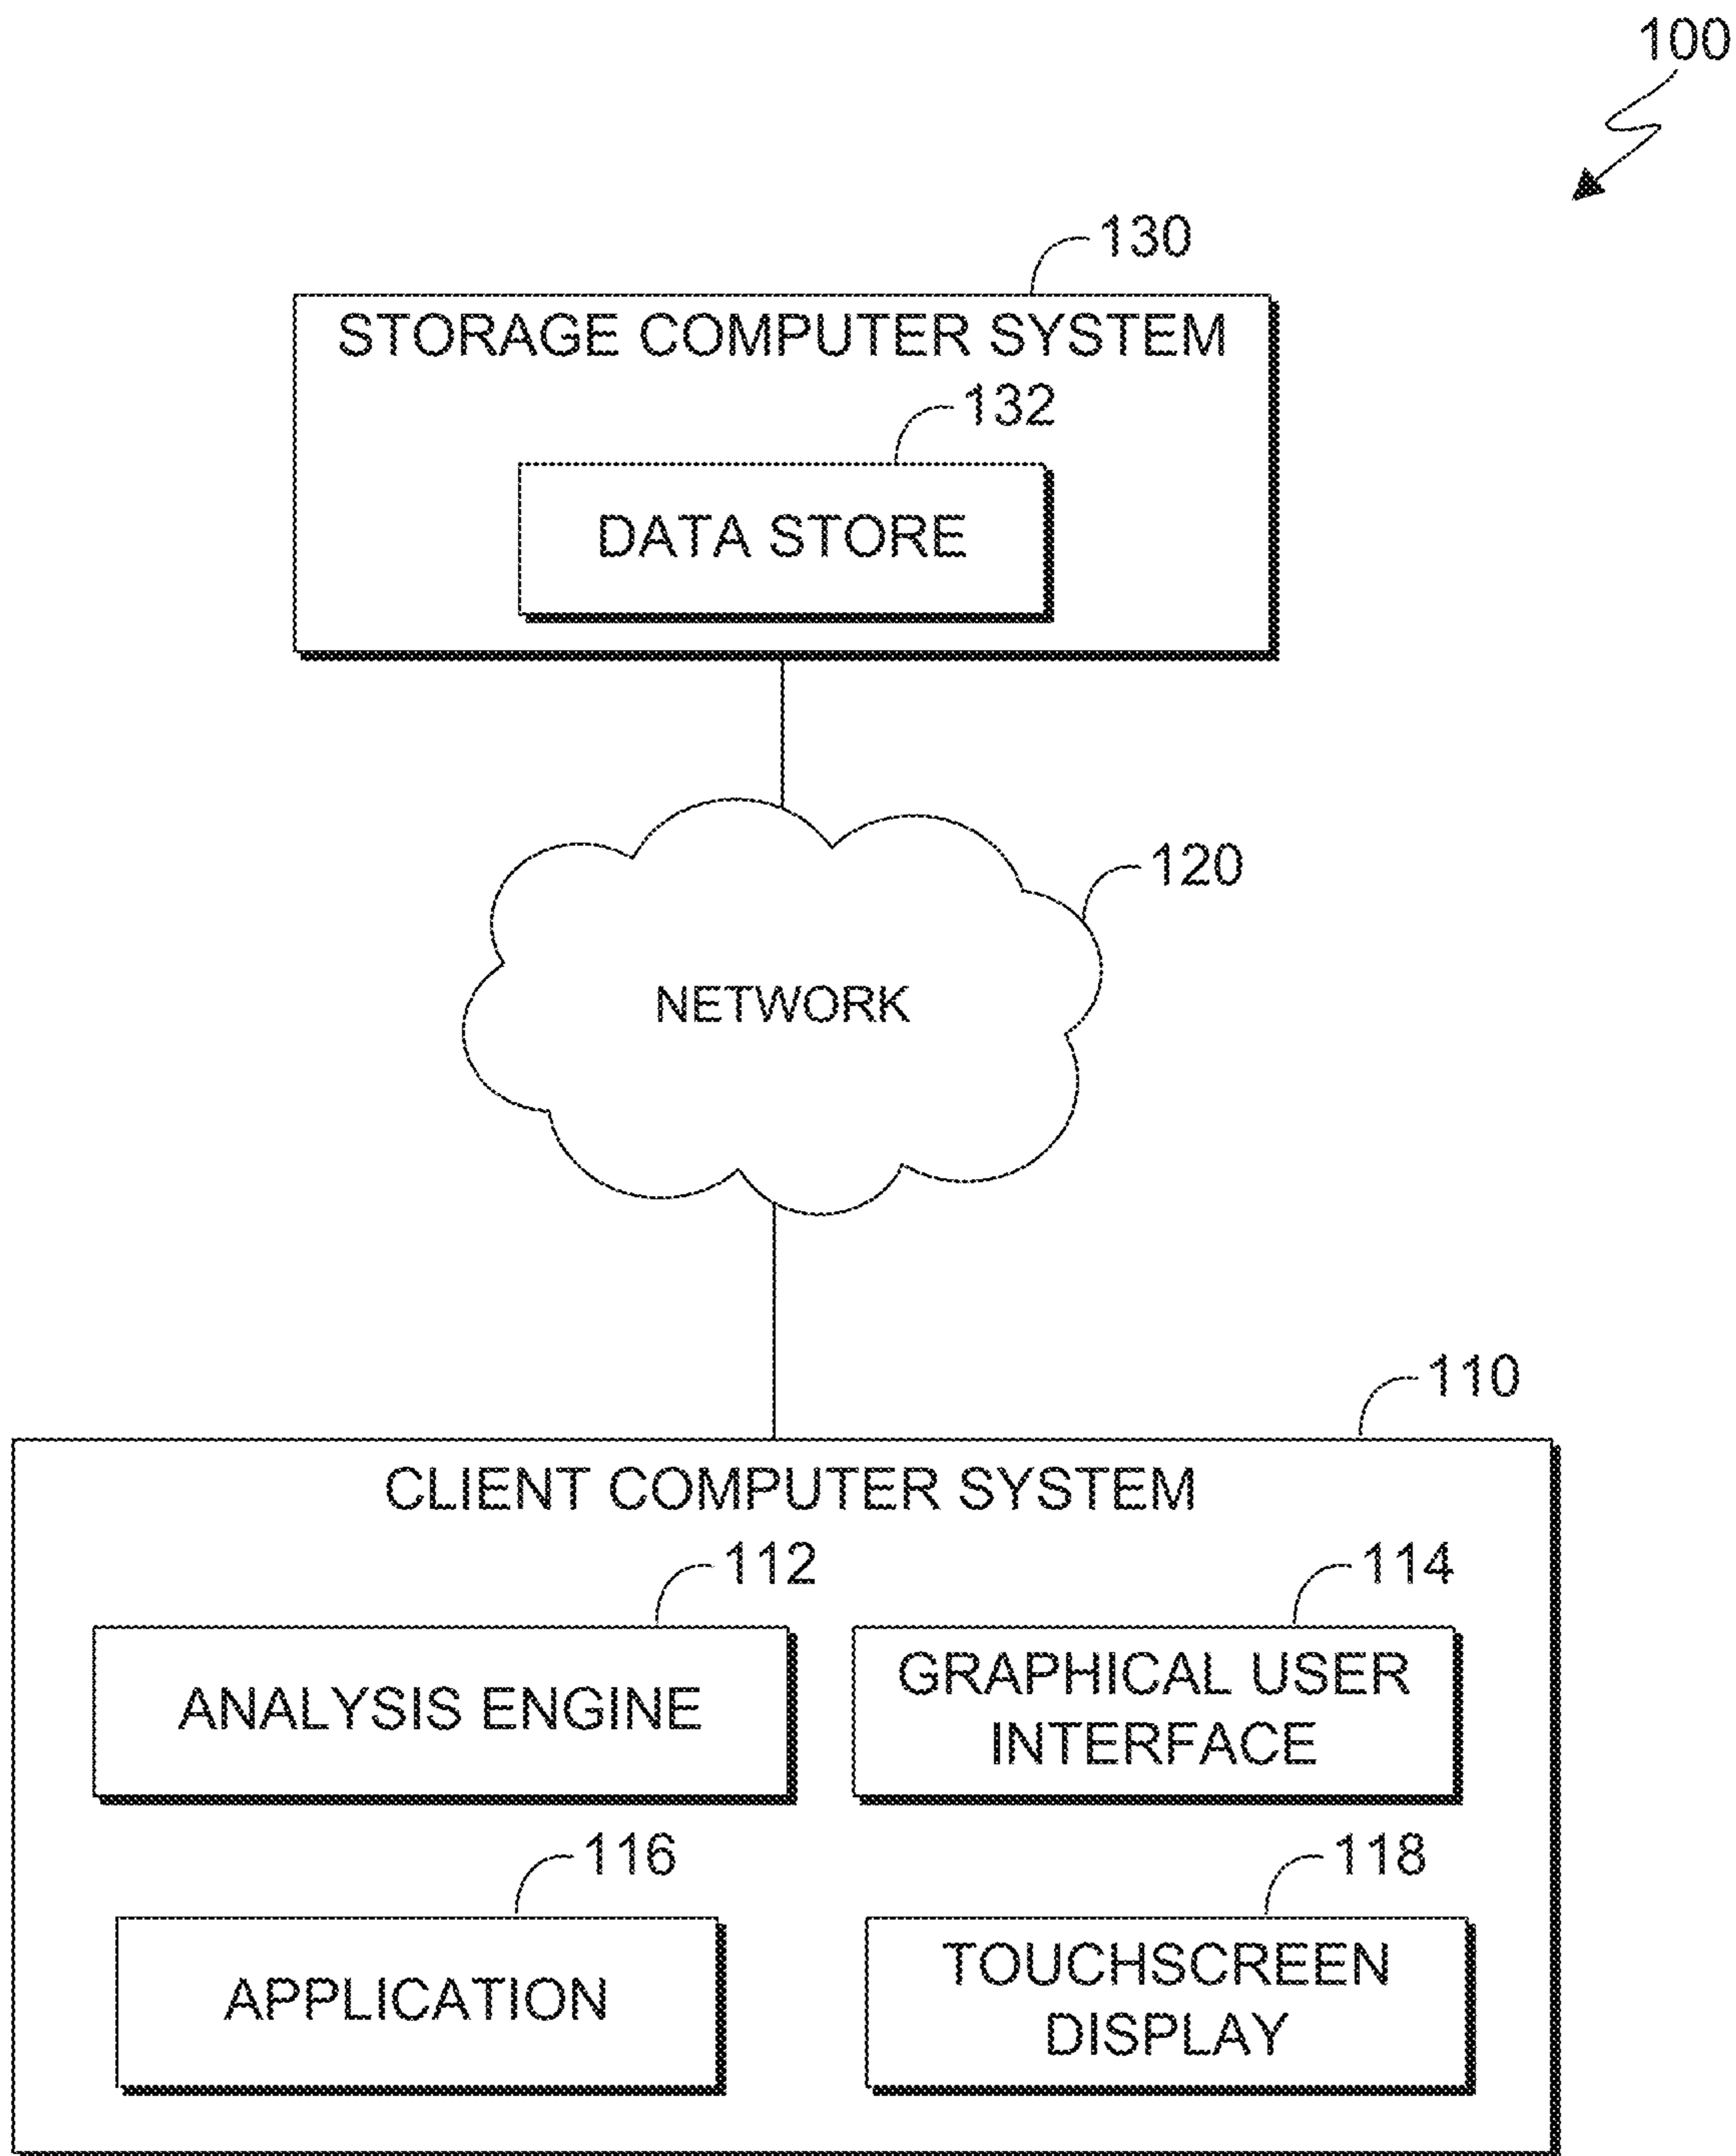 100
130
STORAGE COMPUTER SYSTEM
132
DATA STORE
120
NETWORK
110
CLIENT COMPUTER SYSTEM
112
114
ANALYSIS ENGINE
GRAPHICAL USER
INTERFACE
116
118
APPLICATION
TOUCHSCREEN
DISPLAY